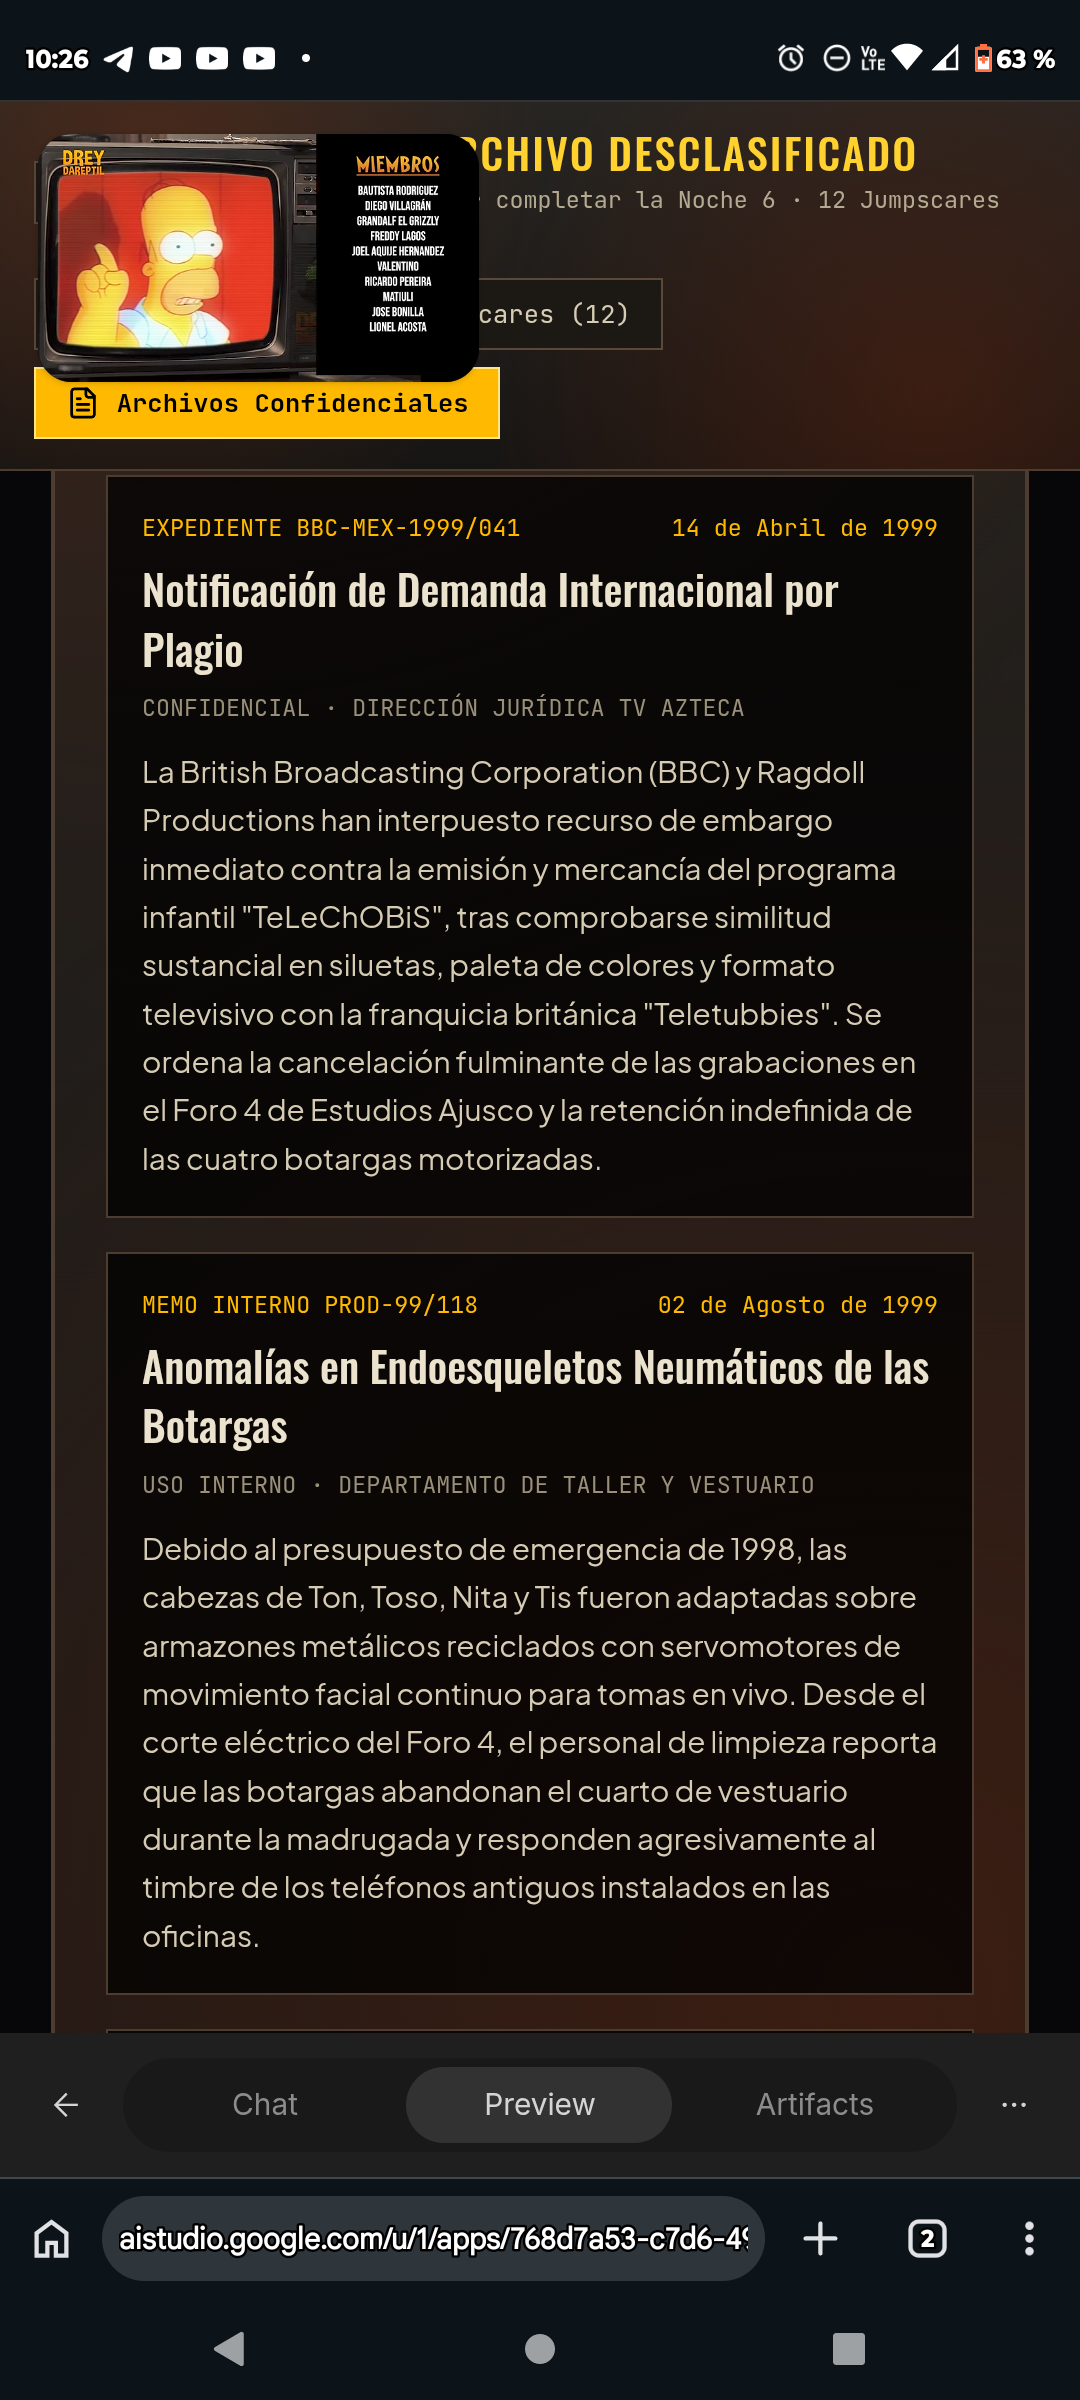 10:26
Vo LTE
63 %
DREY
DAREPTIL
MIEMBROS
BAUTISTA RODRIGUEZ
DIEGO VILLAGRÁN
GRANDALF EL GRIZZLY
FREDDY LAGOS
JOEL AQUIJE HERNANDEZ
VALENTINO
RICARDO PEREIRA
MATIULI
JOSE BONILLA
LIONEL ACOSTA
RCHIVO DESCLASIFICADO
completar la Noche 6 · 12 Jumpscares
cares (12)
Archivos Confidenciales
EXPEDIENTE BBC-MEX-1999/041
14 de Abril de 1999
Notificación de Demanda Internacional por
Plagio
CONFIDENCIAL · DIRECCIÓN JURÍDICA TV AZTECA
La British Broadcasting Corporation (BBC) y Ragdoll
Productions han interpuesto recurso de embargo
inmediato contra la emisión y mercancía del programa
infantil "TeLeChOBiS", tras comprobarse similitud
sustancial en siluetas, paleta de colores y formato
televisivo con la franquicia británica "Teletubbies". Se
ordena la cancelación fulminante de las grabaciones en
el Foro 4 de Estudios Ajusco y la retención indefinida de
las cuatro botargas motorizadas.
MEMO INTERNO PROD-99/118
02 de Agosto de 1999
Anomalías en Endoesqueletos Neumáticos de las
Botargas
USO INTERNO · DEPARTAMENTO DE TALLER Y VESTUARIO
Debido al presupuesto de emergencia de 1998, las
cabezas de Ton, Toso, Nita y Tis fueron adaptadas sobre
armazones metálicos reciclados con servomotores de
movimiento facial continuo para tomas en vivo. Desde el
corte eléctrico del Foro 4, el personal de limpieza reporta
que las botargas abandonan el cuarto de vestuario
durante la madrugada y responden agresivamente al
timbre de los teléfonos antiguos instalados en las
oficinas.
Chat
Preview
Artifacts
aistudio.google.com/u/1/apps/768d7a53-c7d6-49
2